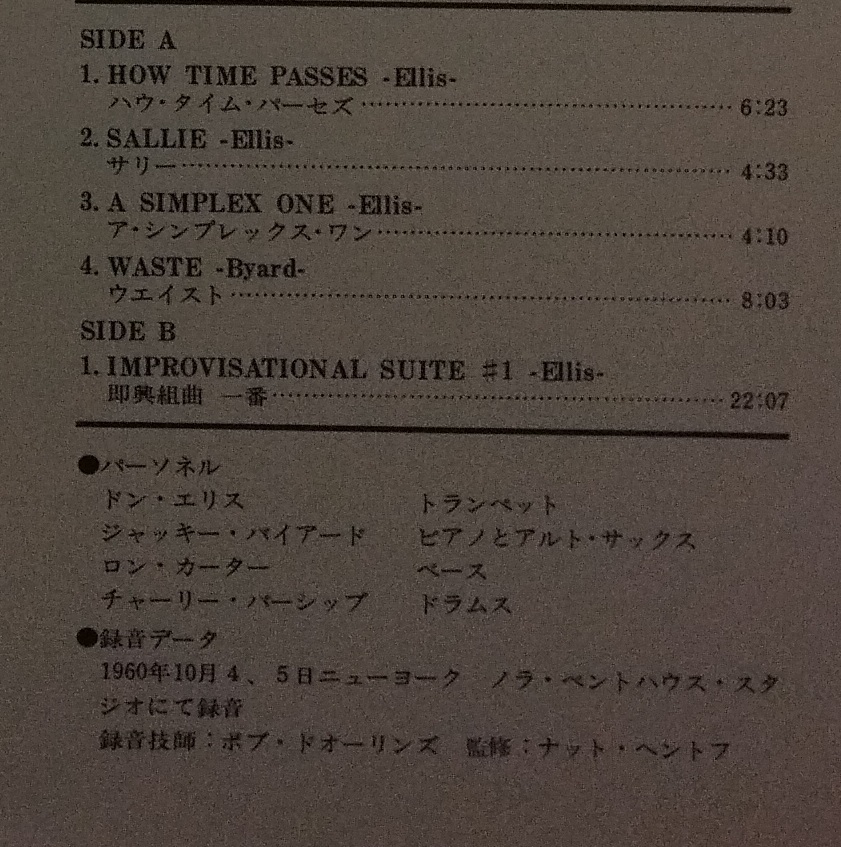 SIDE A
1. HOW TIME PASSES -Ellis-
ハウ・タイム・パーセズ 6:23
2. SALLIE -Ellis-
サリー 4:33
3. A SIMPLEX ONE -Ellis-
ア・シンプレックス・ワン 4:10
4. WASTE -Byard-
ウエイスト 8:03
SIDE B
1. IMPROVISATIONAL SUITE ♯1 -Ellis-
即興組曲 一番 22:07
●パーソネル
ドン・エリス トランペット
ジャッキー・バイアード ピアノとアルト・サックス
ロン・カーター ベース
チャーリー・パーシップ ドラムス
●録音データ
1960年10月4、5日ニューヨーク ノラ・ペントハウス・スタ
ジオにて録音
録音技師：ボブ・ドオーリンズ 監修：ナット・ヘントフ